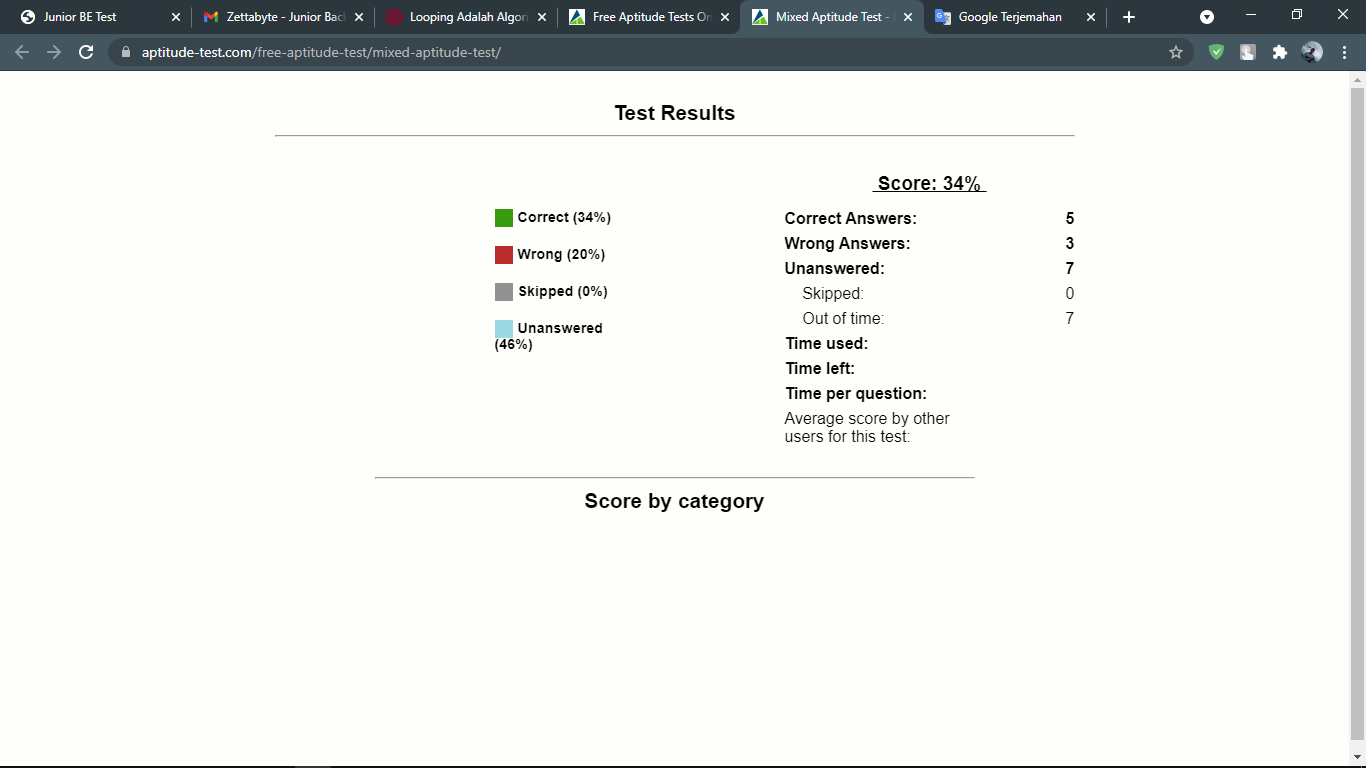 Junior BE Test
Zettabyte - Junior Bac
Looping Adalah Algori
Free Aptitude Tests On
Mixed Aptitude Test -
Google Terjemahan
aptitude-test.com/free-aptitude-test/mixed-aptitude-test/
Test Results
Score: 34%
Correct (34%)
Wrong (20%)
Skipped (0%)
Unanswered
(46%)
Correct Answers: 5
Wrong Answers: 3
Unanswered: 7
Skipped: 0
Out of time: 7
Time used:
Time left:
Time per question:
Average score by other
users for this test:
Score by category